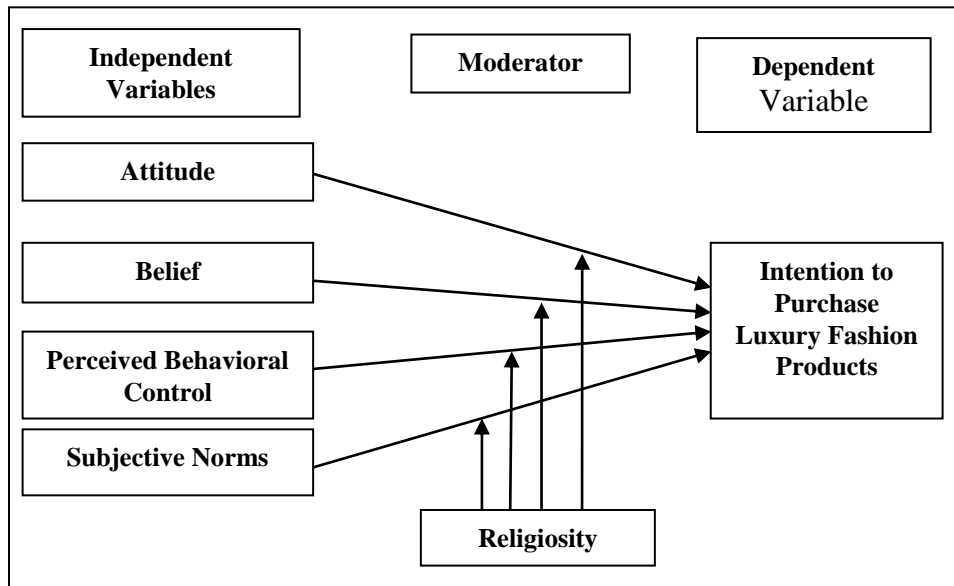 Independent
Variables
Moderator
Dependent
Variable
Attitude
Belief
Perceived Behavioral
Control
Subjective Norms
Intention to
Purchase
Luxury Fashion
Products
Religiosity